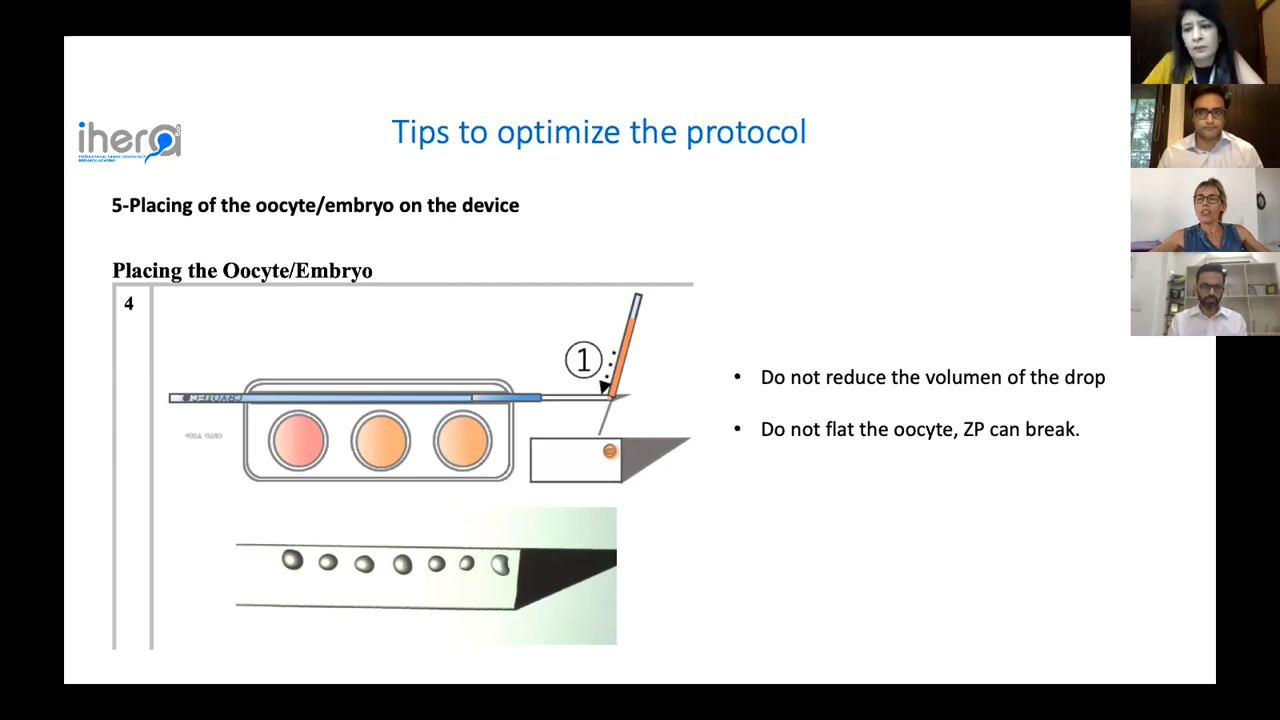 ihera
Tips to optimize the protocol
5-Placing of the oocyte/embryo on the device
Placing the Oocyte/Embryo
4
1
CRYOTEC
• Do not reduce the volumen of the drop
• Do not flat the oocyte, ZP can break.